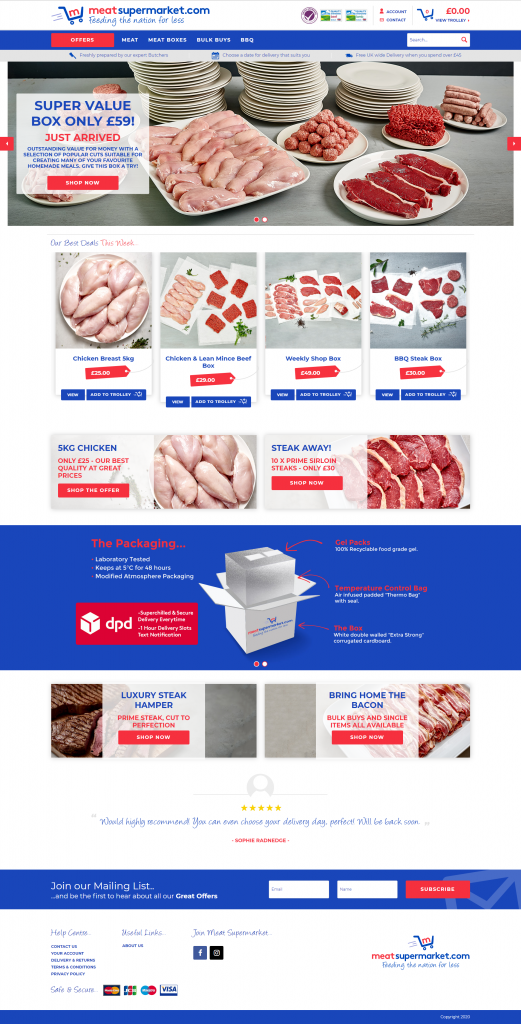 meatsupermarket.com
Feeding the nation for less
ACCOUNT
CONTACT
0
£0.00
VIEW TROLLEY
OFFERS
MEAT
MEAT BOXES
BULK BUYS
BBQ
Search...
Freshly prepared by our expert Butchers
Choose a date for delivery that suits you
Free UK wide Delivery when you spend over £45
SUPER VALUE
BOX ONLY £59!
JUST ARRIVED
OUTSTANDING VALUE FOR MONEY WITH A
SELECTION OF POPULAR CUTS SUITABLE FOR
CREATING MANY OF YOUR FAVOURITE
HOMEMADE MEALS. GIVE THIS BOX A TRY!
SHOP NOW
Our Best Deals This Week...
Chicken Breast 5kg
£25.00
VIEW
ADD TO TROLLEY
Chicken & Lean Mince Beef
Box
£29.00
VIEW
ADD TO TROLLEY
Weekly Shop Box
£49.00
VIEW
ADD TO TROLLEY
BBQ Steak Box
£30.00
VIEW
ADD TO TROLLEY
5KG CHICKEN
ONLY £25 - OUR BEST
QUALITY AT GREAT
PRICES
SHOP THE OFFER
STEAK AWAY!
10 X PRIME SIRLOIN
STEAKS - ONLY £30
SHOP NOW
The Packaging...
• Laboratory Tested
• Keeps at 5°C for 48 hours
• Modified Atmosphere Packaging
dpd
•Superchilled & Secure
Delivery Everytime
•1 Hour Delivery Slots
Text Notification
meatsupermarket.com
Feeding the nation for less
Gel Packs
100% Recyclable food grade gel.
Temperature Control Bag
Air infused padded "Thermo Bag"
with seal.
The Box
White double walled "Extra Strong"
corrugated cardboard.
LUXURY STEAK
HAMPER
PRIME STEAK, CUT TO
PERFECTION
SHOP NOW
BRING HOME THE
BACON
BULK BUYS AND SINGLE
ITEMS ALL AVAILABLE
SHOP NOW
" Would highly recommend! You can even choose your delivery day, perfect! Will be back soon. "
- SOPHIE RADNEDGE -
Join our Mailing List...
...and be the first to hear about all our Great Offers
Email
Name
SUBSCRIBE
Help Centre...
CONTACT US
YOUR ACCOUNT
DELIVERY & RETURNS
TERMS & CONDITIONS
PRIVACY POLICY
Useful Links...
ABOUT US
Join Meat Supermarket...
meatsupermarket.com
Feeding the nation for less
Safe & Secure...
MasterCard
JCB
Maestro
VISA
Copyright 2020